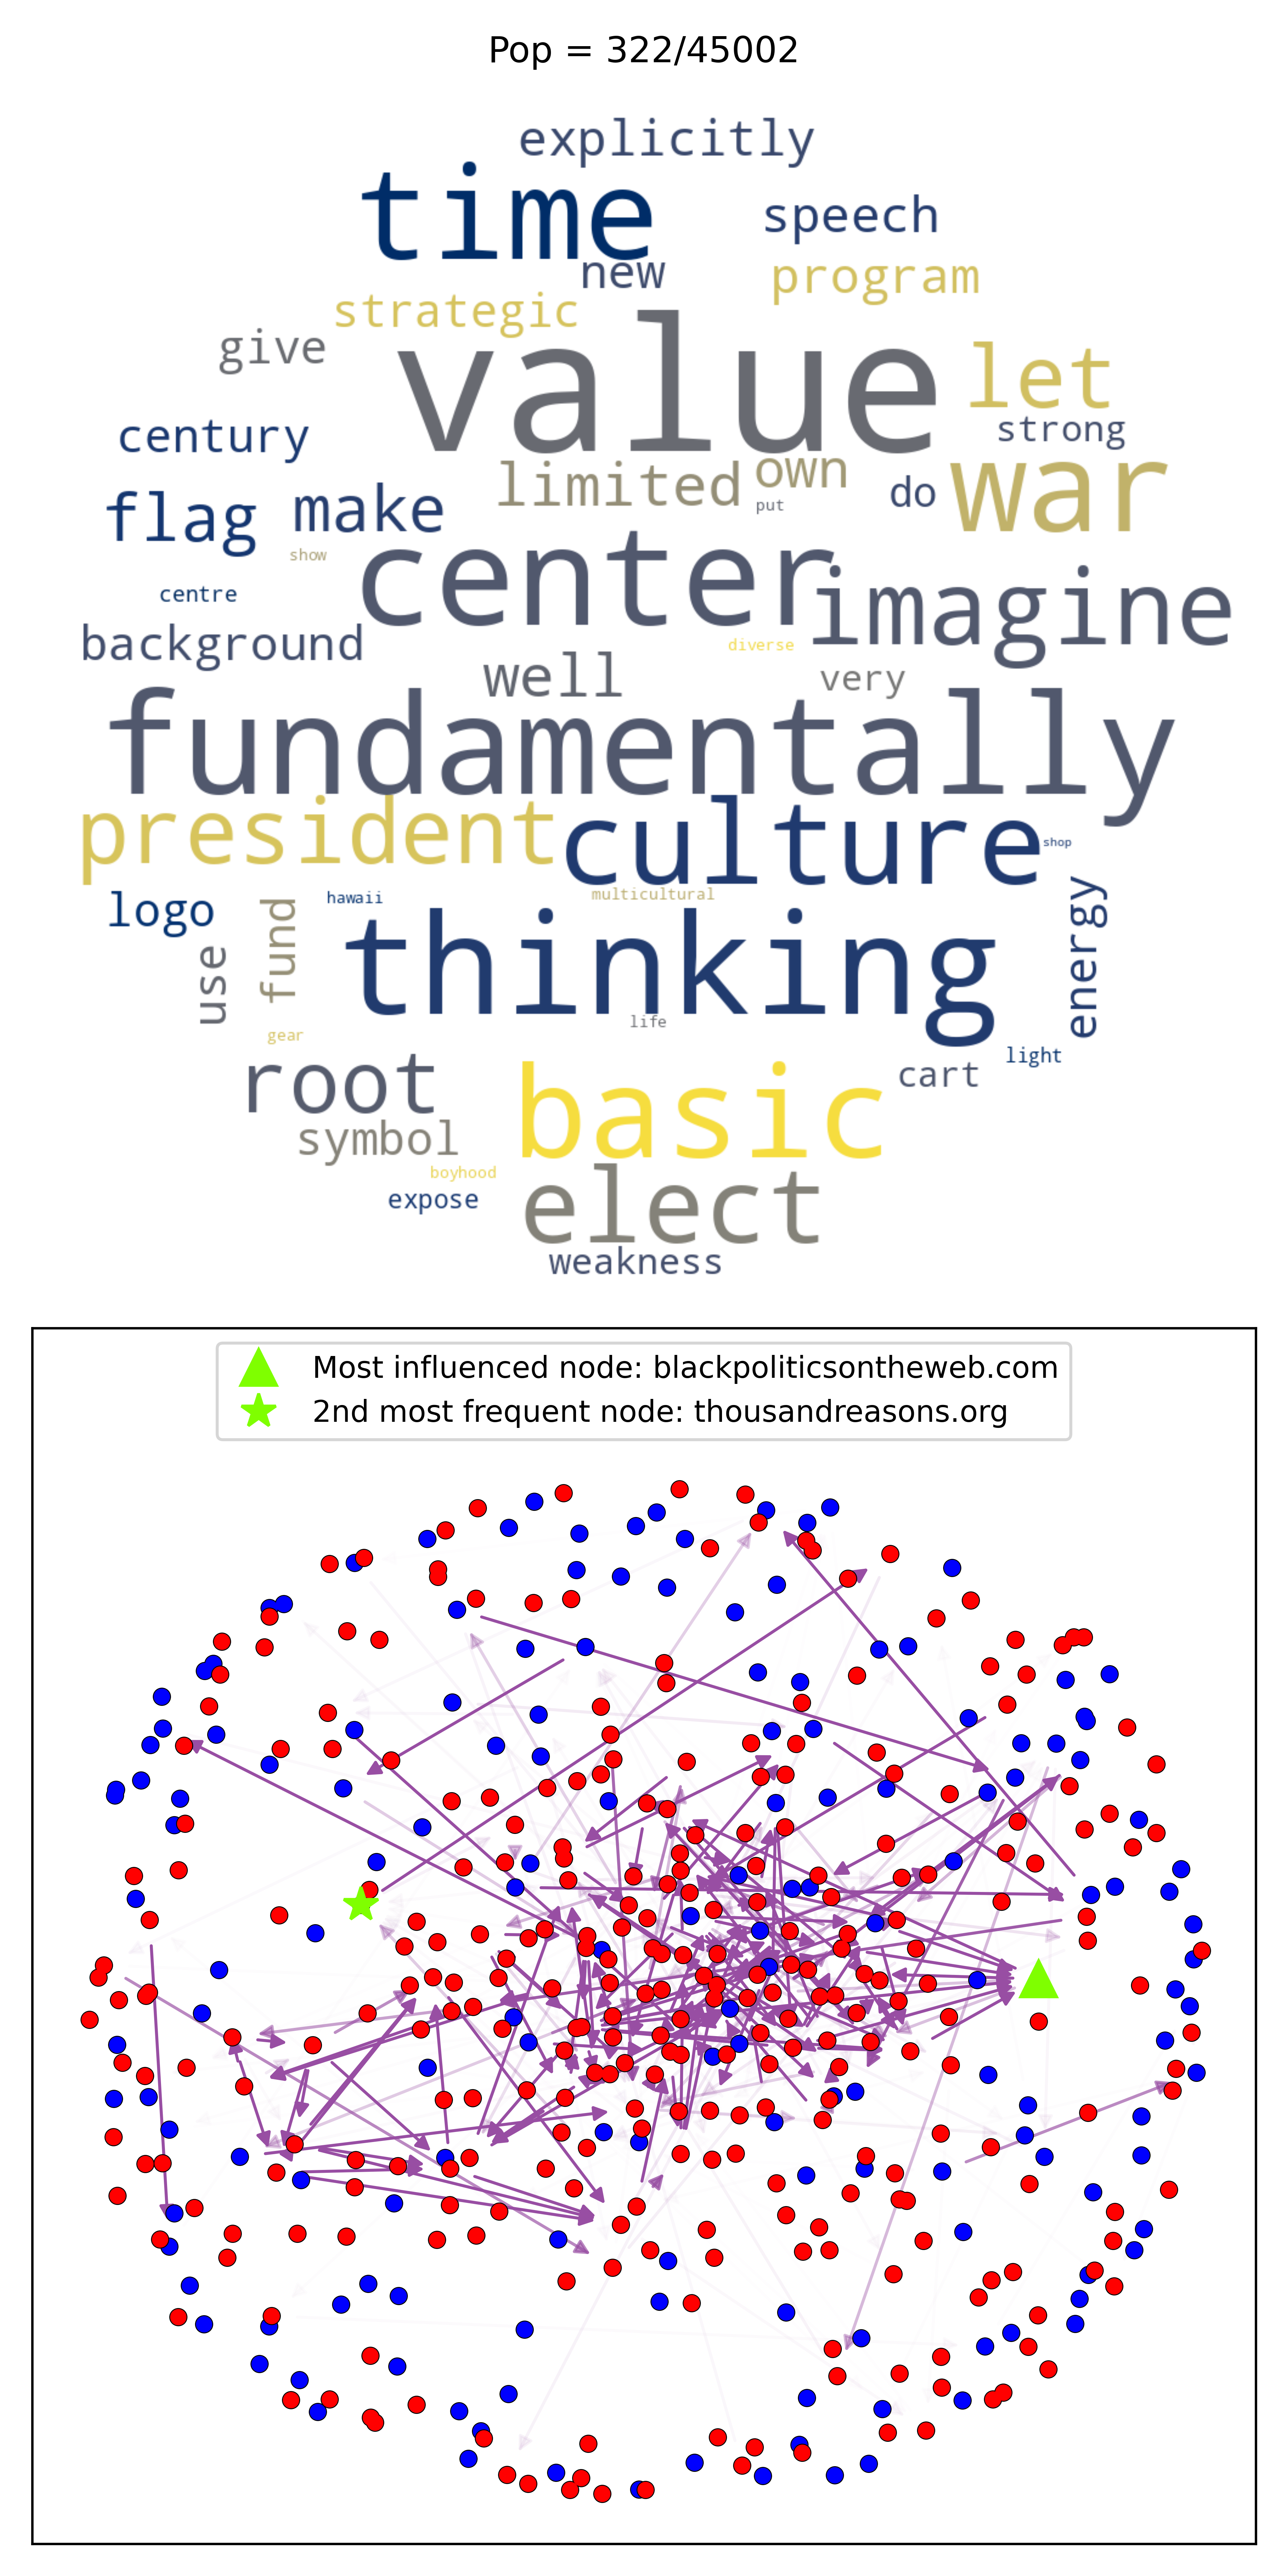 Pop = 322/45002
explicitly
time
speech
new
program
strategic
give
value
let
century
strong
limited
own
do
war
flag
make
put
show
center
centre
imagine
background
diverse
well
very
fundamentally
president
culture
shop
logo
fund
hawaii
multicultural
energy
use
thinking
gear
life
light
root
cart
basic
symbol
boyhood
expose
elect
weakness
Most influenced node: blackpoliticsontheweb.com
2nd most frequent node: thousandreasons.org